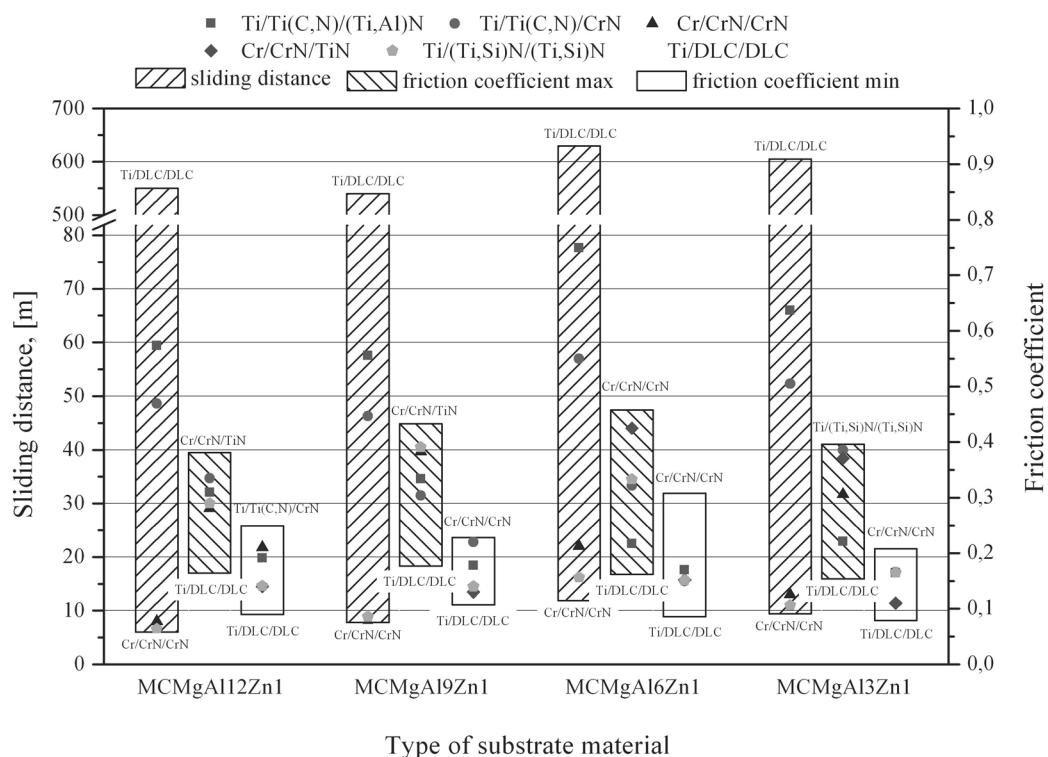 Ti/Ti(C,N)/(Ti,Al)N Ti/Ti(C,N)/CrN Cr/CrN/CrN
Cr/CrN/TiN Ti/(Ti,Si)N/(Ti,Si)N Ti/DLC/DLC
sliding distance friction coefficient max friction coefficient min
700 1,0
Ti/DLC/DLC
Ti/DLC/DLC
600 0,9
Ti/DLC/DLC Ti/DLC/DLC
500 0,8
80
0,7
70
60 0,6
50 0,5
Cr/CrN/CrN
Cr/CrN/TiN
Ti/(Ti,Si)N/(Ti,Si)N
Cr/CrN/TiN
40 0,4
Cr/CrN/CrN
30 0,3
Ti/Ti(C,N)/CrN
Cr/CrN/CrN
Cr/CrN/CrN
20 0,2
Ti/DLC/DLC Ti/DLC/DLC Ti/DLC/DLC Ti/DLC/DLC
10 0,1
Cr/CrN/CrN Ti/DLC/DLC Cr/CrN/CrN Ti/DLC/DLC Cr/CrN/CrN Ti/DLC/DLC Cr/CrN/CrN Ti/DLC/DLC
0 0,0
Sliding distance, [m]
Friction coefficient
MCMgAl12Zn1 MCMgAl9Zn1 MCMgAl6Zn1 MCMgAl3Zn1
Type of substrate material